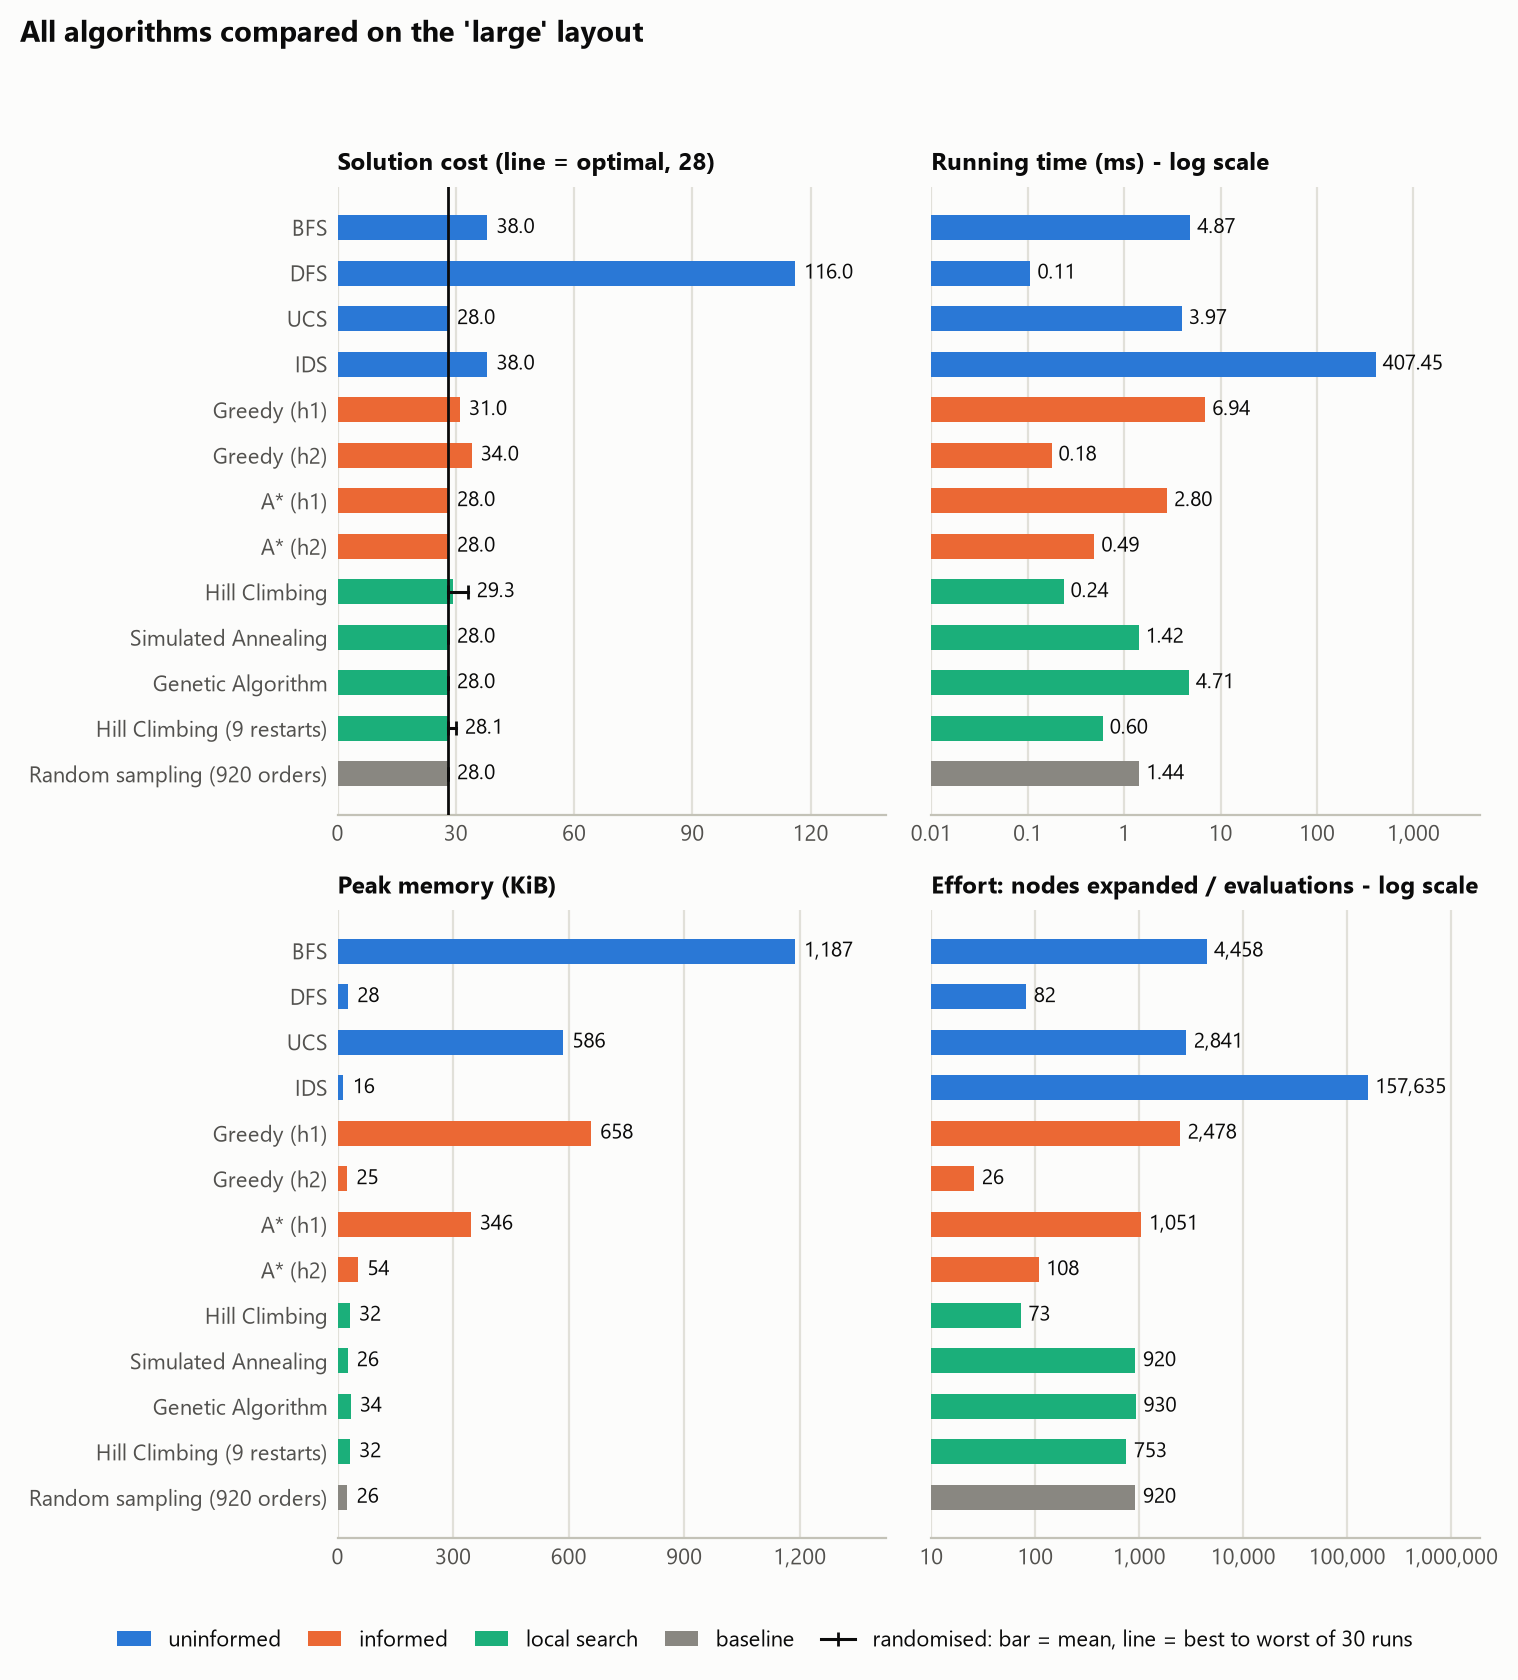 All algorithms compared on the 'large' layout
Solution cost (line = optimal, 28)
BFS 38.0
DFS 116.0
UCS 28.0
IDS 38.0
Greedy (h1) 31.0
Greedy (h2) 34.0
A* (h1) 28.0
A* (h2) 28.0
Hill Climbing 29.3
Simulated Annealing 28.0
Genetic Algorithm 28.0
Hill Climbing (9 restarts) 28.1
Random sampling (920 orders) 28.0
0 30 60 90 120
Running time (ms) - log scale
4.87
0.11
3.97
407.45
6.94
0.18
2.80
0.49
0.24
1.42
4.71
0.60
1.44
0.01 0.1 1 10 100 1,000
Peak memory (KiB)
BFS 1,187
DFS 28
UCS 586
IDS 16
Greedy (h1) 658
Greedy (h2) 25
A* (h1) 346
A* (h2) 54
Hill Climbing 32
Simulated Annealing 26
Genetic Algorithm 34
Hill Climbing (9 restarts) 32
Random sampling (920 orders) 26
0 300 600 900 1,200
Effort: nodes expanded / evaluations - log scale
4,458
82
2,841
157,635
2,478
26
1,051
108
73
920
930
753
920
10 100 1,000 10,000 100,000 1,000,000
uninformed informed local search baseline randomised: bar = mean, line = best to worst of 30 runs